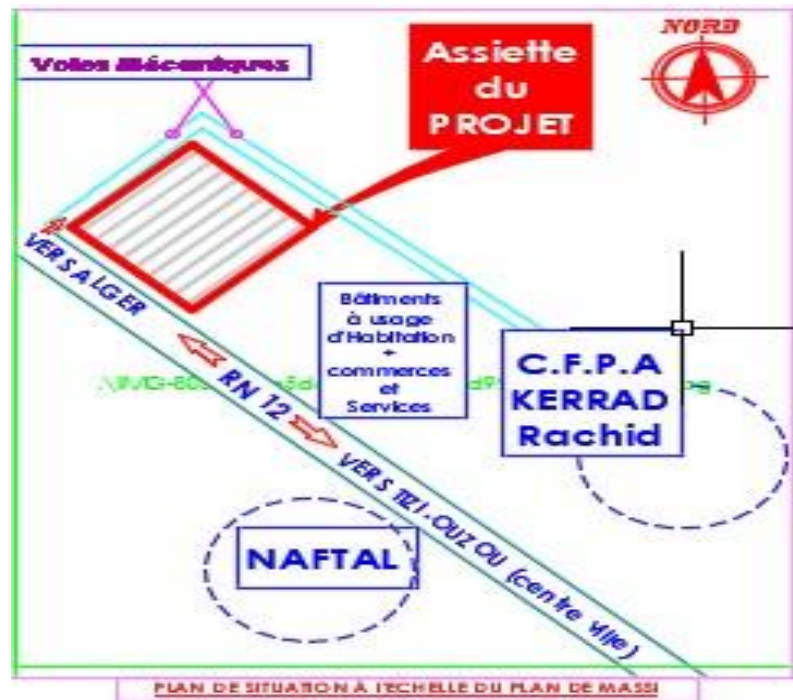 NORD
Voies Mécaniques
Assiette
du
PROJET
VERS ALGER
RN 12
VERS TIZI-OUZOU (centre ville)
Bâtiments
à usage
d'Habitation
+
commerces
et
Services
C.F.P.A
KERRAD
Rachid
NAFTAL
PLAN DE SITUATION À l'ECHELLE DU PLAN DE MASSE